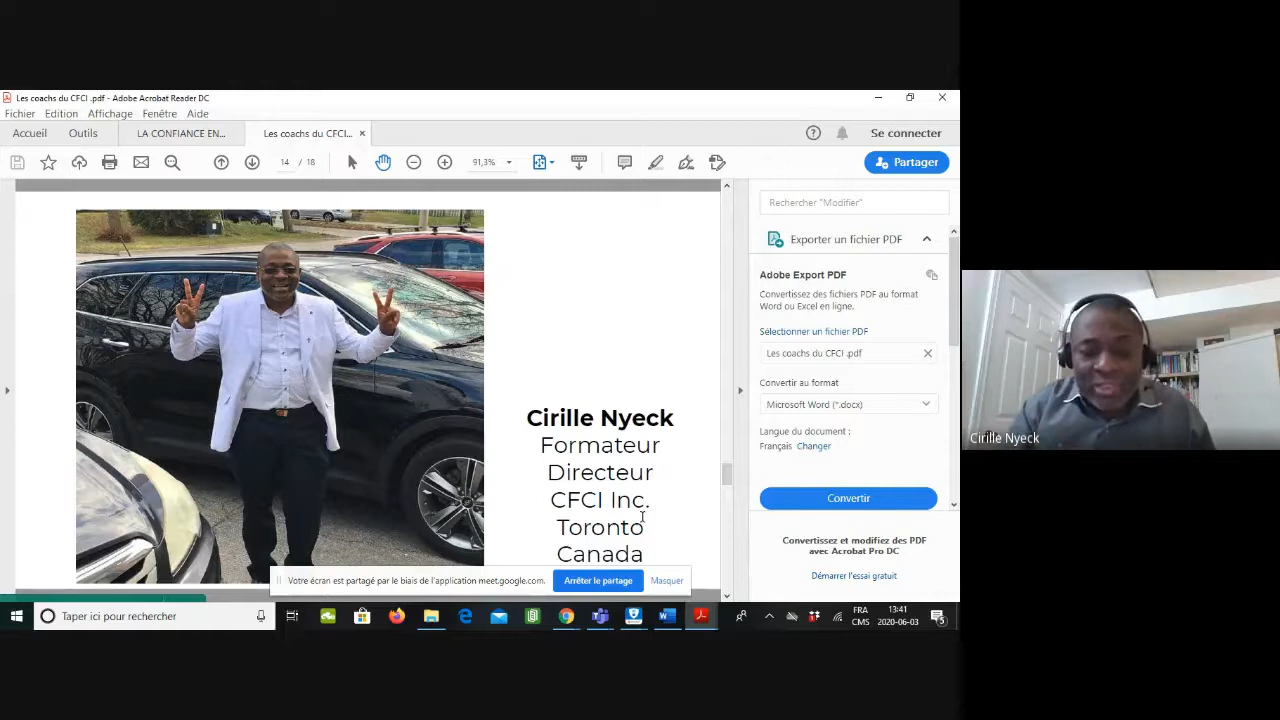 Les coachs du CFCI .pdf - Adobe Acrobat Reader DC
Fichier Edition Affichage Fenêtre Aide
Accueil Outils LA CONFIANCE EN... Les coachs du CFCI... Se connecter
14 / 18 91,3% Partager
Rechercher "Modifier"
Exporter un fichier PDF
Adobe Export PDF
Convertissez des fichiers PDF au format
Word ou Excel en ligne.
Sélectionner un fichier PDF
Les coachs du CFCI .pdf
Convertir au format
Microsoft Word (*.docx)
Langue du document :
Français Changer
Convertir
Convertissez et modifiez des PDF
avec Acrobat Pro DC
Démarrer l'essai gratuit
Cirille Nyeck
Formateur
Directeur
CFCI Inc.
Toronto
Canada
Votre écran est partagé par le biais de l'application meet.google.com. Arrêter le partage Masquer
Taper ici pour rechercher
FRA
CMS
13:41
2020-06-03
5
Cirille Nyeck